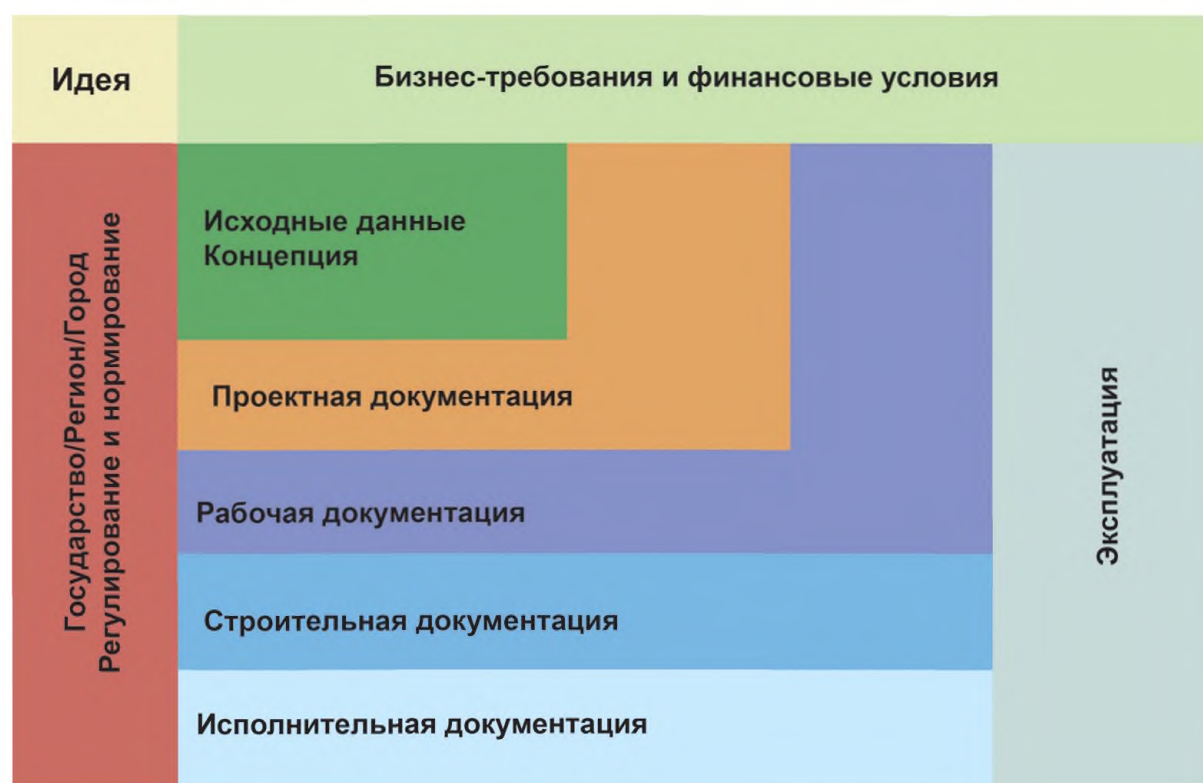 Идея
Бизнес-требования и финансовые условия
Государство/Регион/Город
Регулирование и нормирование
Исходные данные
Концепция
Проектная документация
Рабочая документация
Строительная документация
Исполнительная документация
Эксплуатация